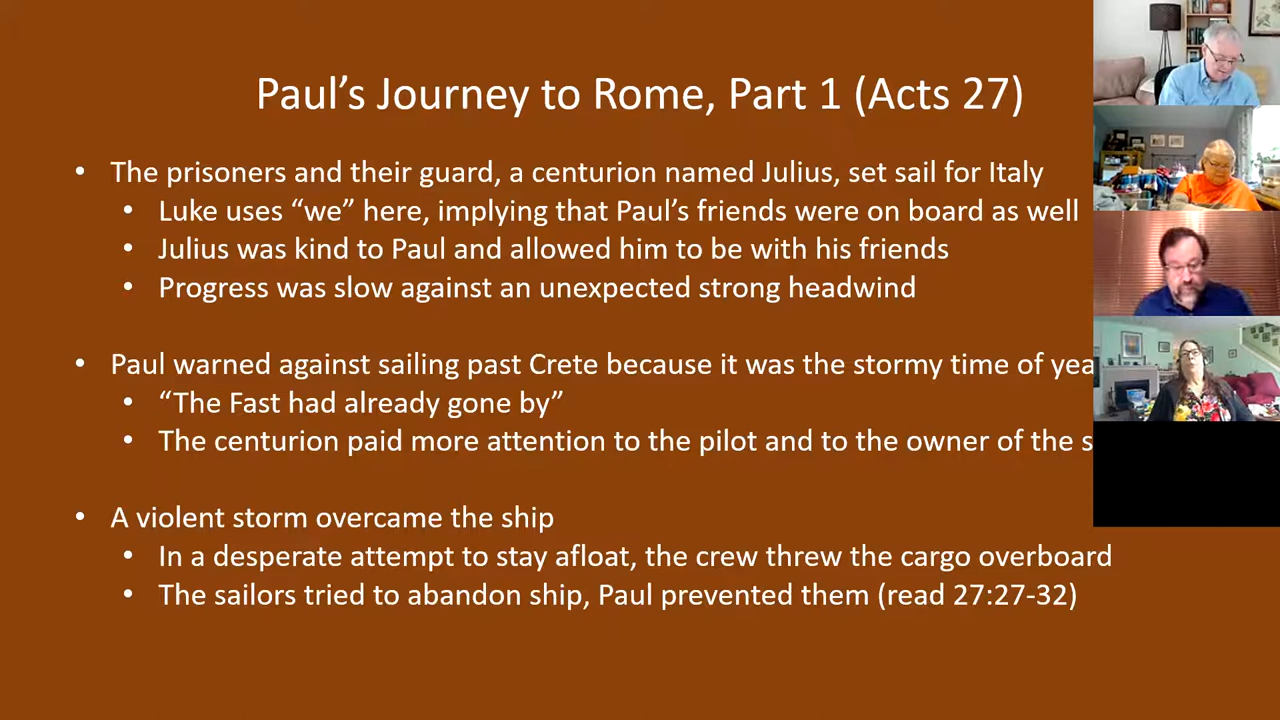 Paul’s Journey to Rome, Part 1 (Acts 27)
• The prisoners and their guard, a centurion named Julius, set sail for Italy
• Luke uses “we” here, implying that Paul’s friends were on board as well
• Julius was kind to Paul and allowed him to be with his friends
• Progress was slow against an unexpected strong headwind
• Paul warned against sailing past Crete because it was the stormy time of yea
• “The Fast had already gone by”
• The centurion paid more attention to the pilot and to the owner of the s
• A violent storm overcame the ship
• In a desperate attempt to stay afloat, the crew threw the cargo overboard
• The sailors tried to abandon ship, Paul prevented them (read 27:27-32)